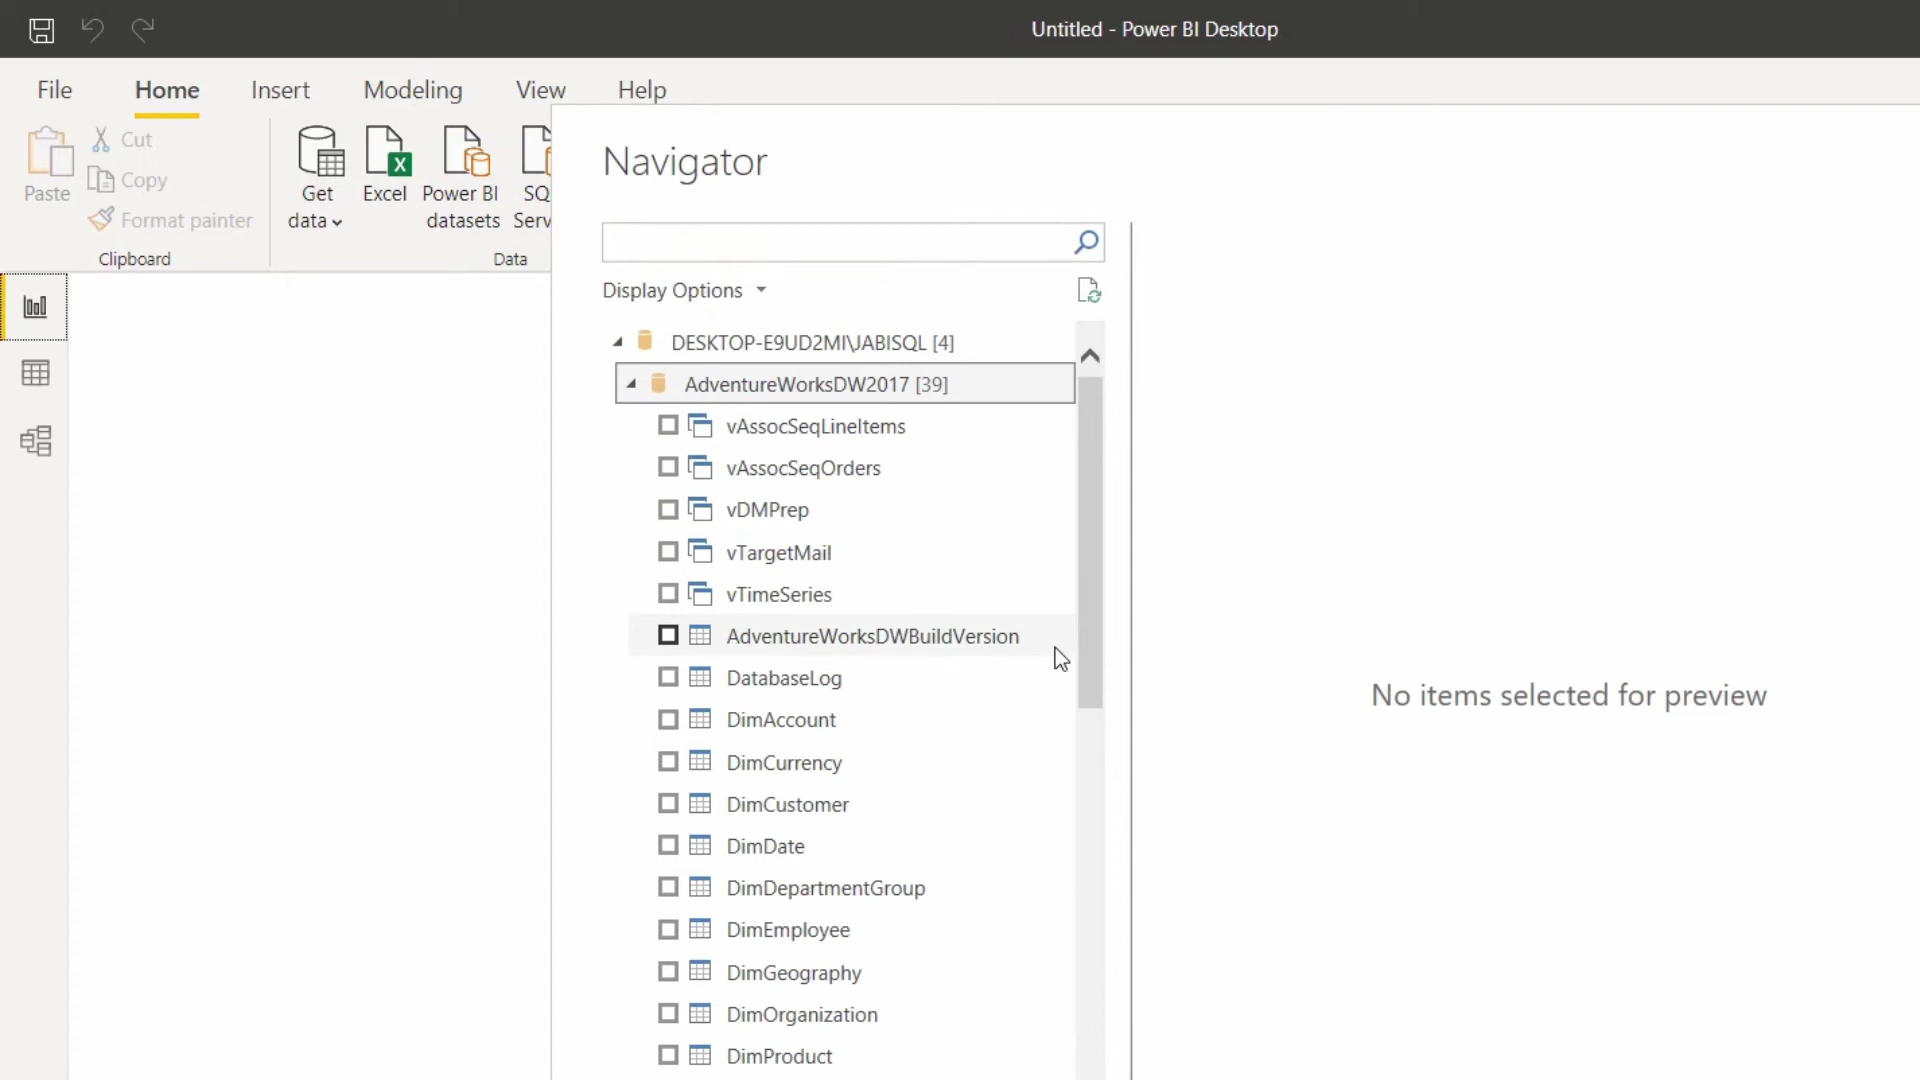 Untitled - Power BI Desktop
File Home Insert Modeling View Help
Paste
Cut
Copy
Format painter
Clipboard
Get data
Excel
Power BI datasets
SQ
Serv
Data
Navigator
Display Options
DESKTOP-E9UD2MI\JABISQL [4]
AdventureWorksDW2017 [39]
vAssocSeqLineItems
vAssocSeqOrders
vDMPrep
vTargetMail
vTimeSeries
AdventureWorksDWBuildVersion
DatabaseLog
DimAccount
DimCurrency
DimCustomer
DimDate
DimDepartmentGroup
DimEmployee
DimGeography
DimOrganization
DimProduct
No items selected for preview